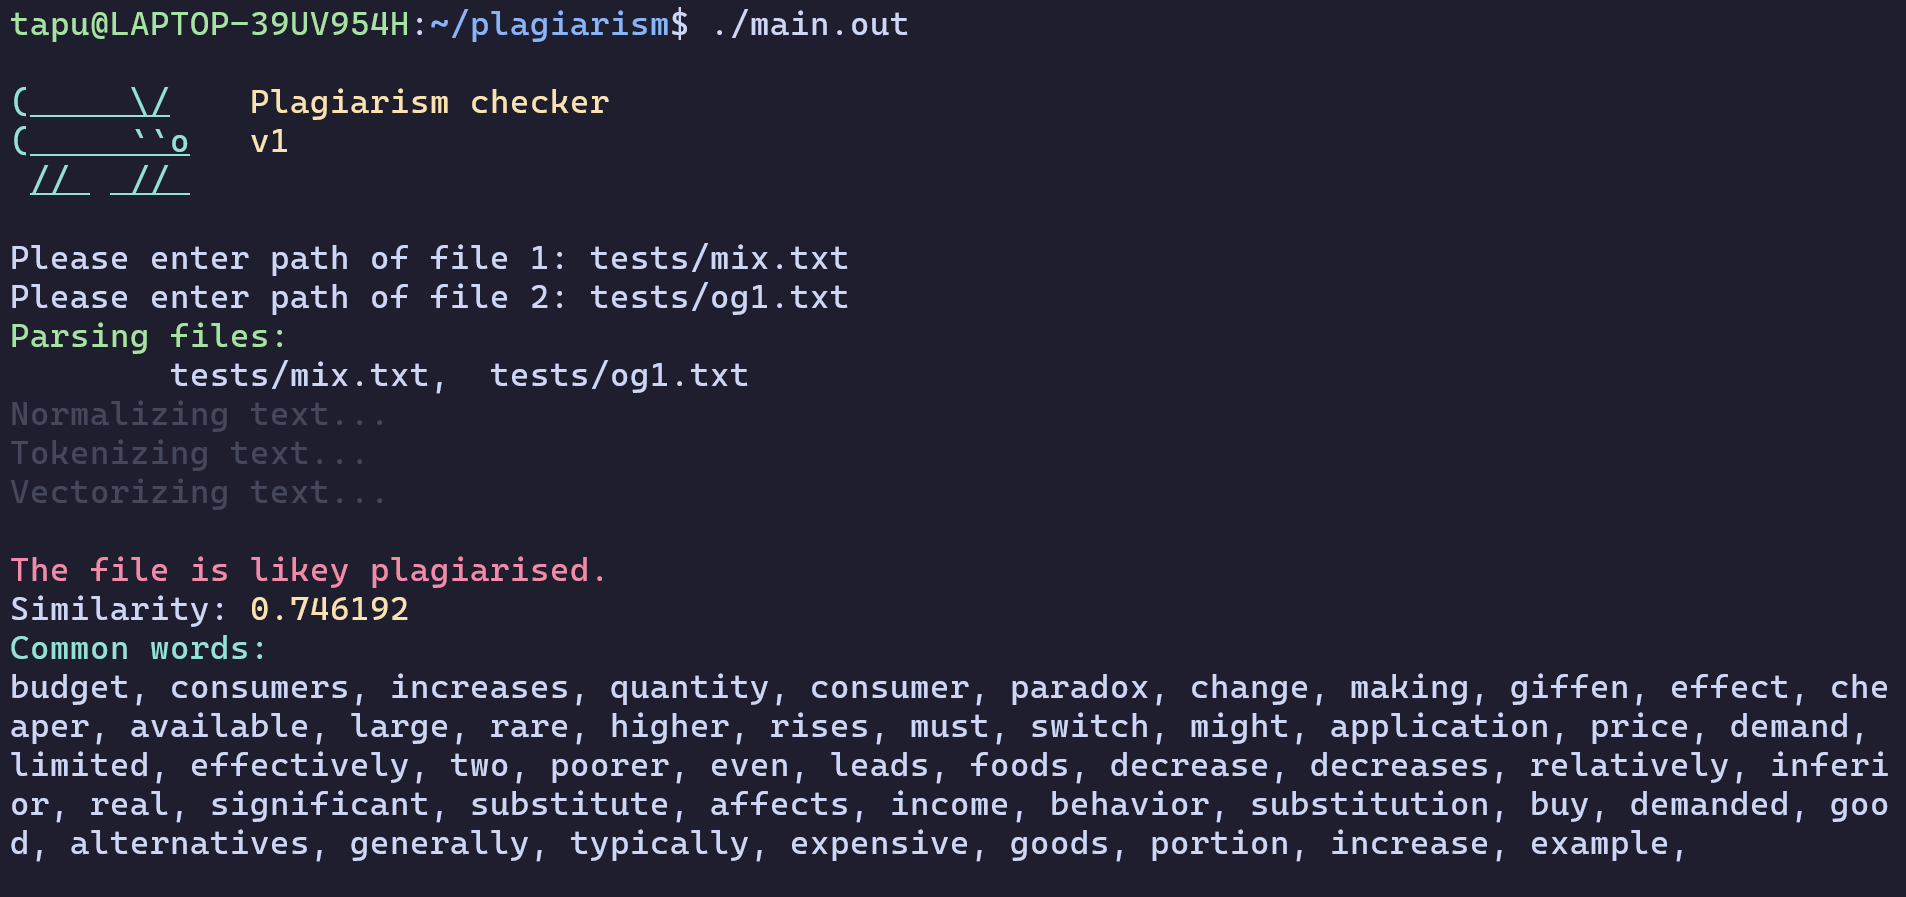 tapu@LAPTOP-39UV954H:~/plagiarism$ ./main.out
(_____\/    Plagiarism checker
(_____``o   v1
 //_ _//_
Please enter path of file 1: tests/mix.txt
Please enter path of file 2: tests/og1.txt
Parsing files:
        tests/mix.txt,  tests/og1.txt
Normalizing text...
Tokenizing text...
Vectorizing text...
The file is likey plagiarised.
Similarity: 0.746192
Common words:
budget, consumers, increases, quantity, consumer, paradox, change, making, giffen, effect, che
aper, available, large, rare, higher, rises, must, switch, might, application, price, demand,
limited, effectively, two, poorer, even, leads, foods, decrease, decreases, relatively, inferi
or, real, significant, substitute, affects, income, behavior, substitution, buy, demanded, goo
d, alternatives, generally, typically, expensive, goods, portion, increase, example,